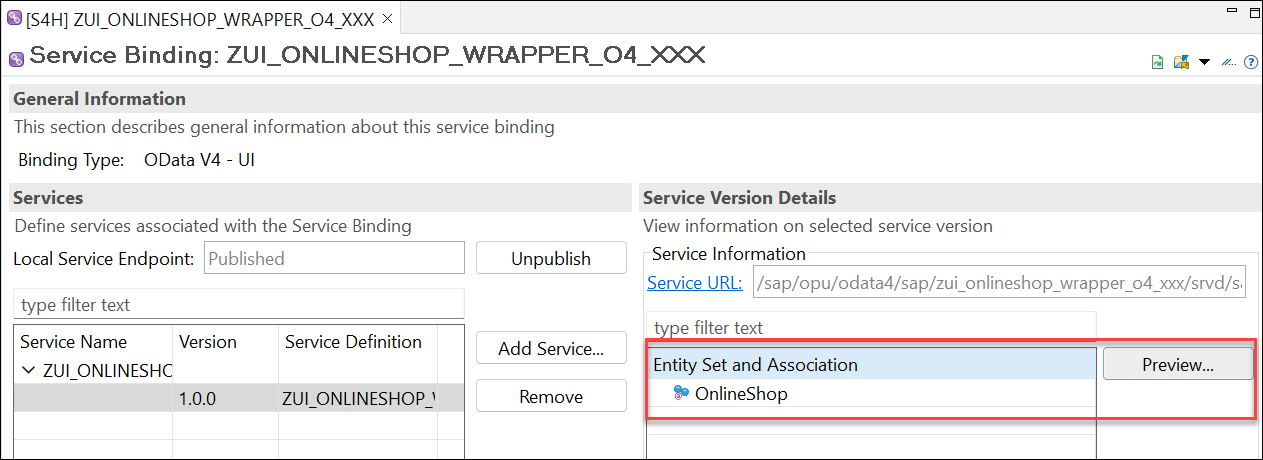 [S4H] ZUI_ONLINESHOP_WRAPPER_O4_XXX
Service Binding: ZUI_ONLINESHOP_WRAPPER_O4_XXX
General Information
This section describes general information about this service binding
Binding Type: OData V4 - UI
Services
Define services associated with the Service Binding
Local Service Endpoint: Published
Unpublish
type filter text
Service Name Version Service Definition
ZUI_ONLINESHO
1.0.0 ZUI_ONLINESHOP_
Add Service...
Remove
Service Version Details
View information on selected service version
Service Information
Service URL: /sap/opu/odata4/sap/zui_onlineshop_wrapper_o4_xxx/srvd/s
type filter text
Entity Set and Association
Preview...
OnlineShop